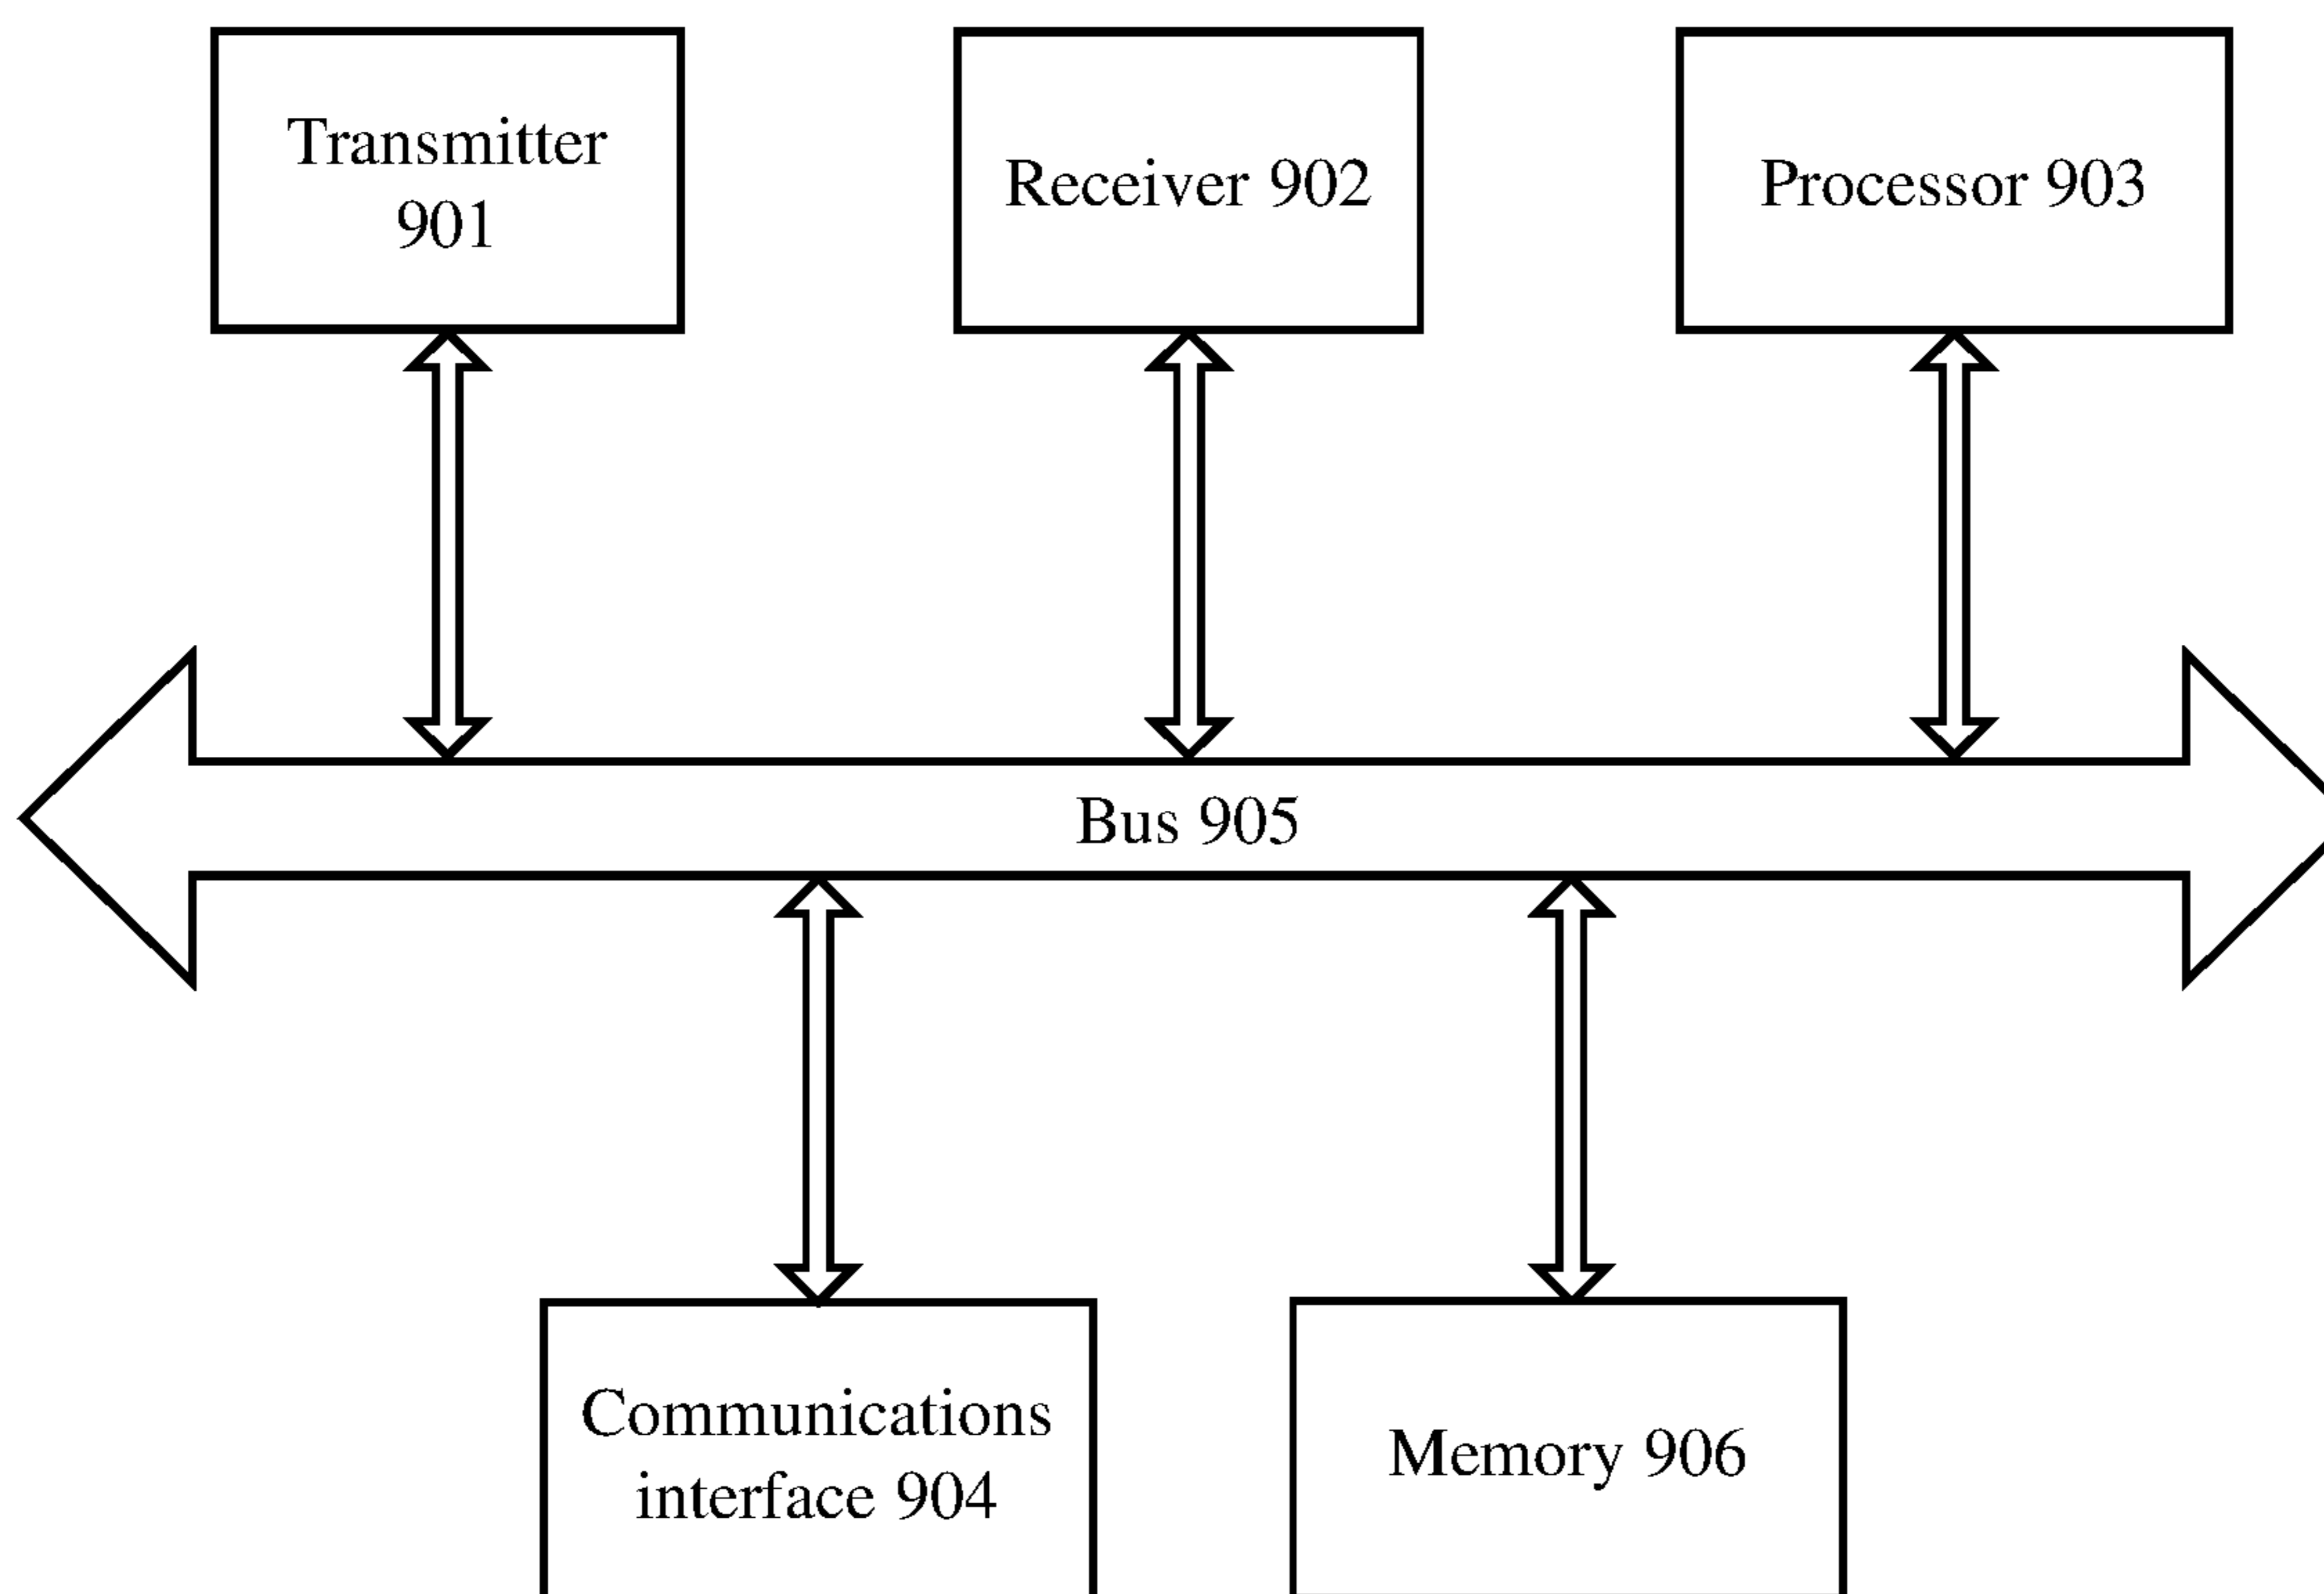 Transmitter
901
Receiver 902
Processor 903
Bus 905
Communications
interface 904
Memory 906